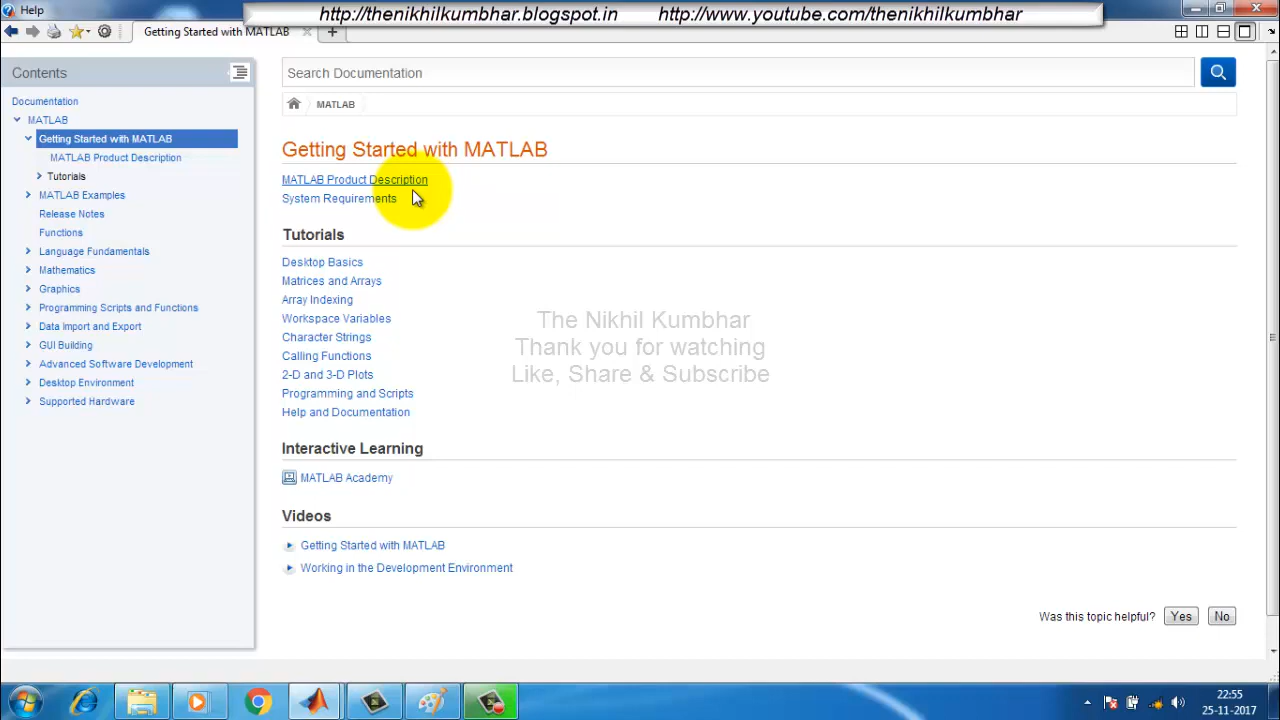 Help
http://thenikhilkumbhar.blogspot.in http://www.youtube.com/thenikhilkumbhar
Getting Started with MATLAB
Contents
Documentation
MATLAB
Getting Started with MATLAB
MATLAB Product Description
Tutorials
MATLAB Examples
Release Notes
Functions
Language Fundamentals
Mathematics
Graphics
Programming Scripts and Functions
Data Import and Export
GUI Building
Advanced Software Development
Desktop Environment
Supported Hardware
Search Documentation
MATLAB
Getting Started with MATLAB
MATLAB Product Description
System Requirements
Tutorials
Desktop Basics
Matrices and Arrays
Array Indexing
Workspace Variables
Character Strings
Calling Functions
2-D and 3-D Plots
Programming and Scripts
Help and Documentation
The Nikhil Kumbhar
Thank you for watching
Like, Share & Subscribe
Interactive Learning
MATLAB Academy
Videos
Getting Started with MATLAB
Working in the Development Environment
Was this topic helpful? Yes No
22:55
25-11-2017